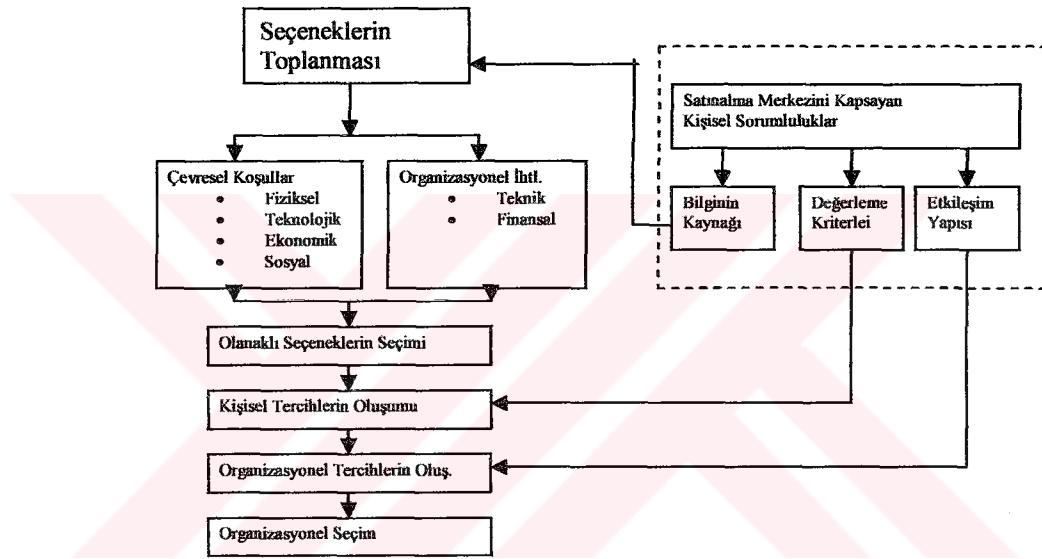 Seçeneklerin
Toplanması
Satınalma Merkezini Kapsayan
Kişisel Sorumluluklar
Çevresel Koşullar
• Fiziksel
• Teknolojik
• Ekonomik
• Sosyal
Organizasyonel İhtl.
• Teknik
• Finansal
Bilginin
Kaynağı
Değerleme
Kriterlei
Etkileşim
Yapısı
Olanaklı Seçeneklerin Seçimi
Kişisel Tercihlerin Oluşumu
Organizasyonel Tercihlerin Oluş.
Organizasyonel Seçim